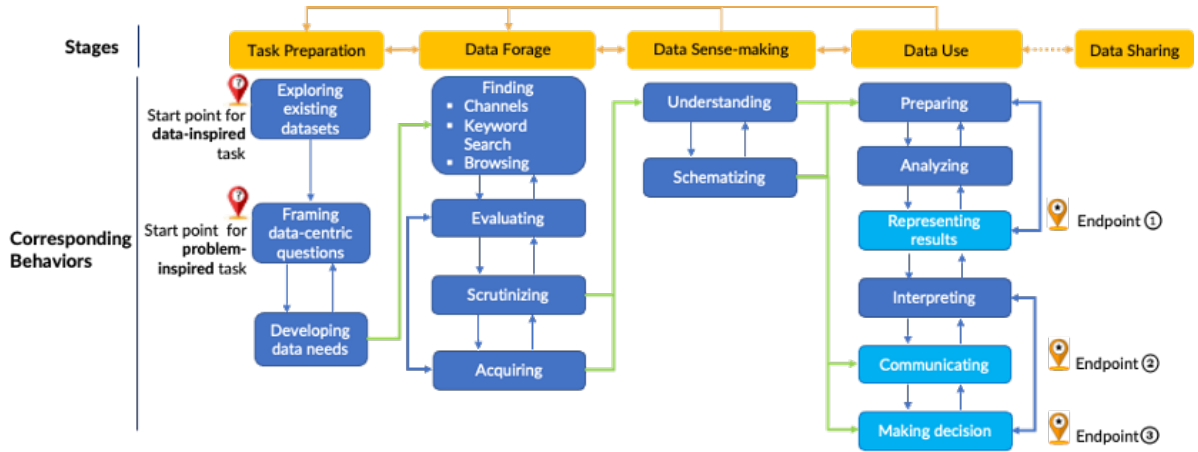 Stages
Task Preparation
Data Forage
Data Sense-making
Data Use
Data Sharing
Corresponding
Behaviors
Start point for
data-inspired
task
Exploring
existing
datasets
Start point for
problem-
inspired task
Framing
data-centric
questions
Developing
data needs
Finding
▪ Channels
▪ Keyword
Search
▪ Browsing
Evaluating
Scrutinizing
Acquiring
Understanding
Schematizing
Preparing
Analyzing
Representing
results
Interpreting
Communicating
Making decision
Endpoint ①
Endpoint ②
Endpoint ③